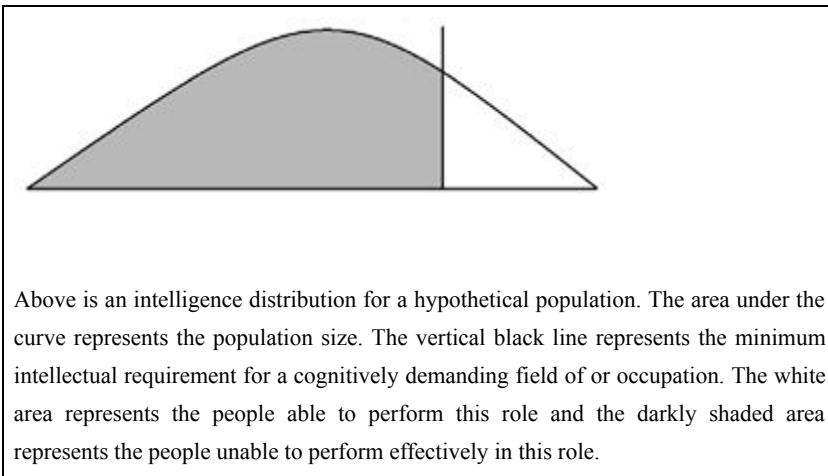 Above is an intelligence distribution for a hypothetical population. The area under the
curve represents the population size. The vertical black line represents the minimum
intellectual requirement for a cognitively demanding field of or occupation. The white
area represents the people able to perform this role and the darkly shaded area
represents the people unable to perform effectively in this role.